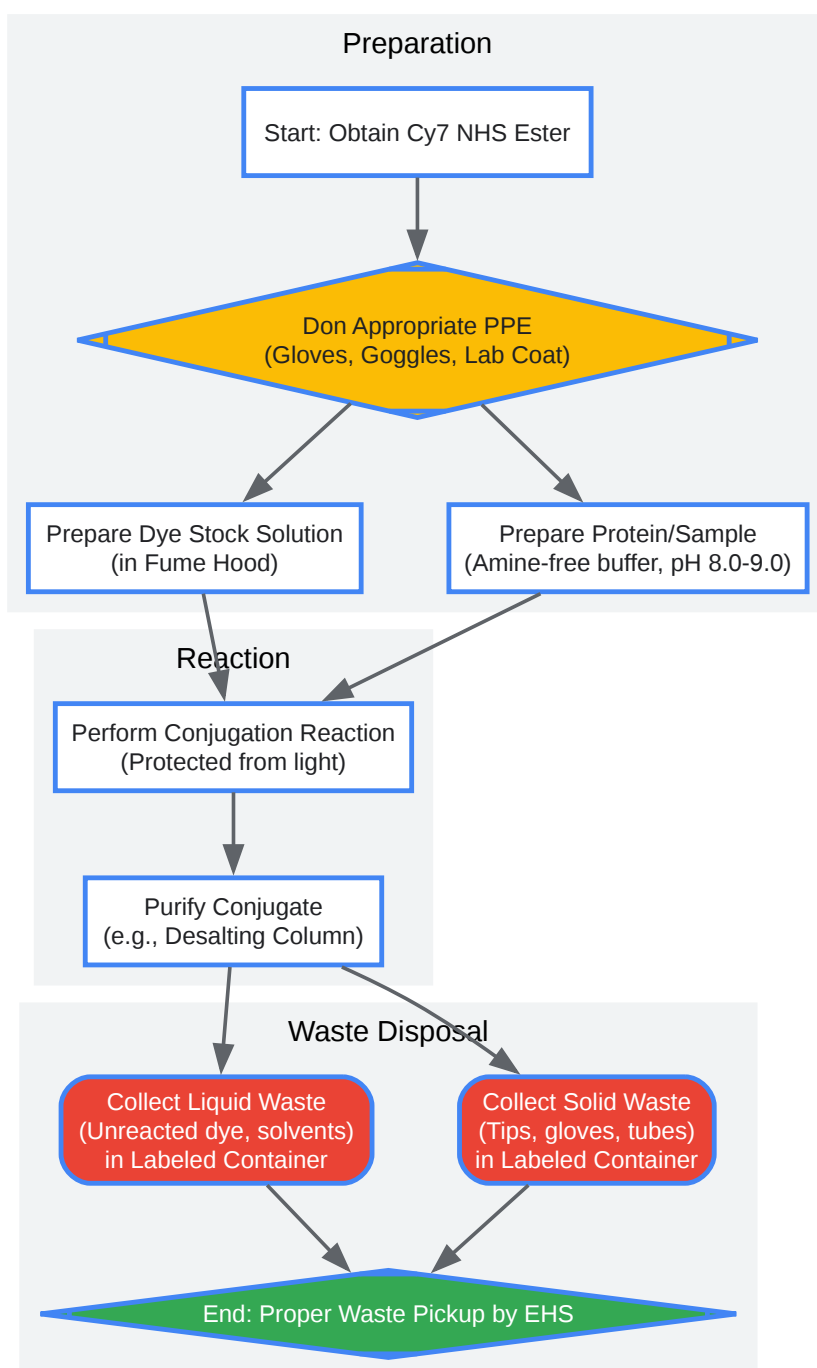 Preparation
Start: Obtain Cy7 NHS Ester
Don Appropriate PPE
(Gloves, Goggles, Lab Coat)
Prepare Dye Stock Solution
(in Fume Hood)
Prepare Protein/Sample
(Amine-free buffer, pH 8.0-9.0)
Reaction
Perform Conjugation Reaction
(Protected from light)
Purify Conjugate
(e.g., Desalting Column)
Waste Disposal
Collect Liquid Waste
(Unreacted dye, solvents)
in Labeled Container
Collect Solid Waste
(Tips, gloves, tubes)
in Labeled Container
End: Proper Waste Pickup by EHS